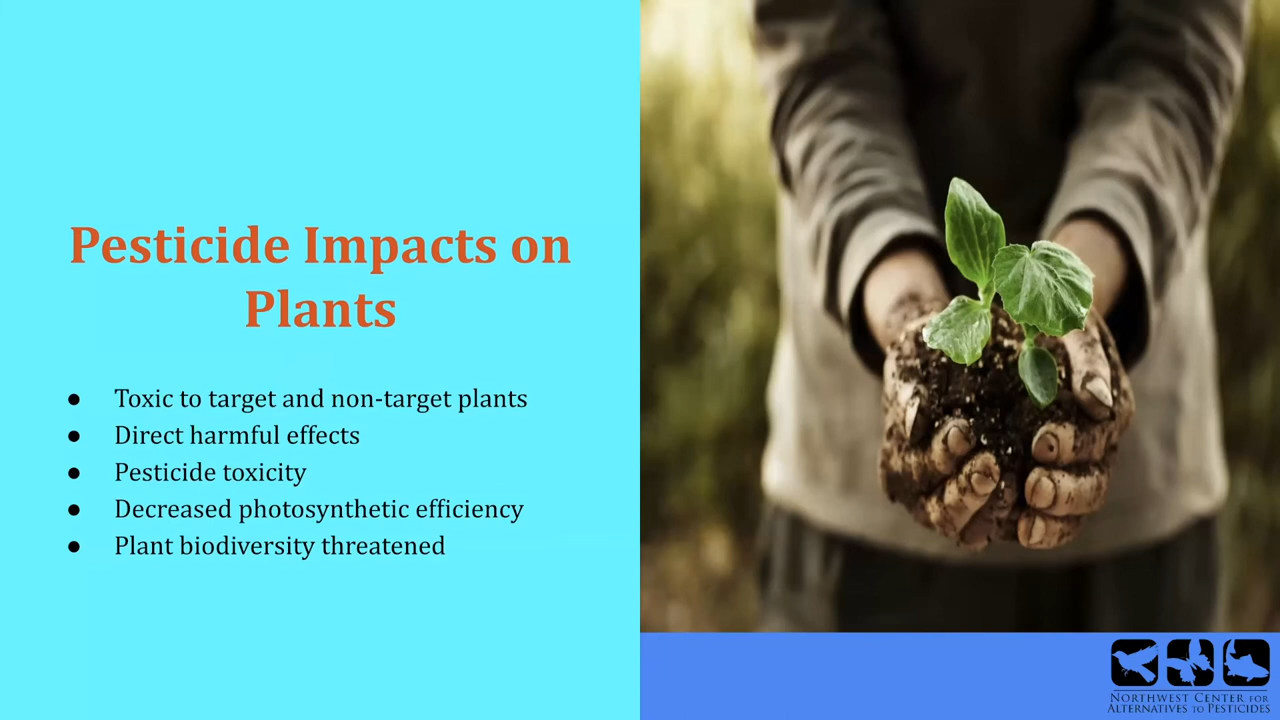 Pesticide Impacts on
Plants
● Toxic to target and non-target plants
● Direct harmful effects
● Pesticide toxicity
● Decreased photosynthetic efficiency
● Plant biodiversity threatened
NORTHWEST CENTER FOR
ALTERNATIVES TO PESTICIDES